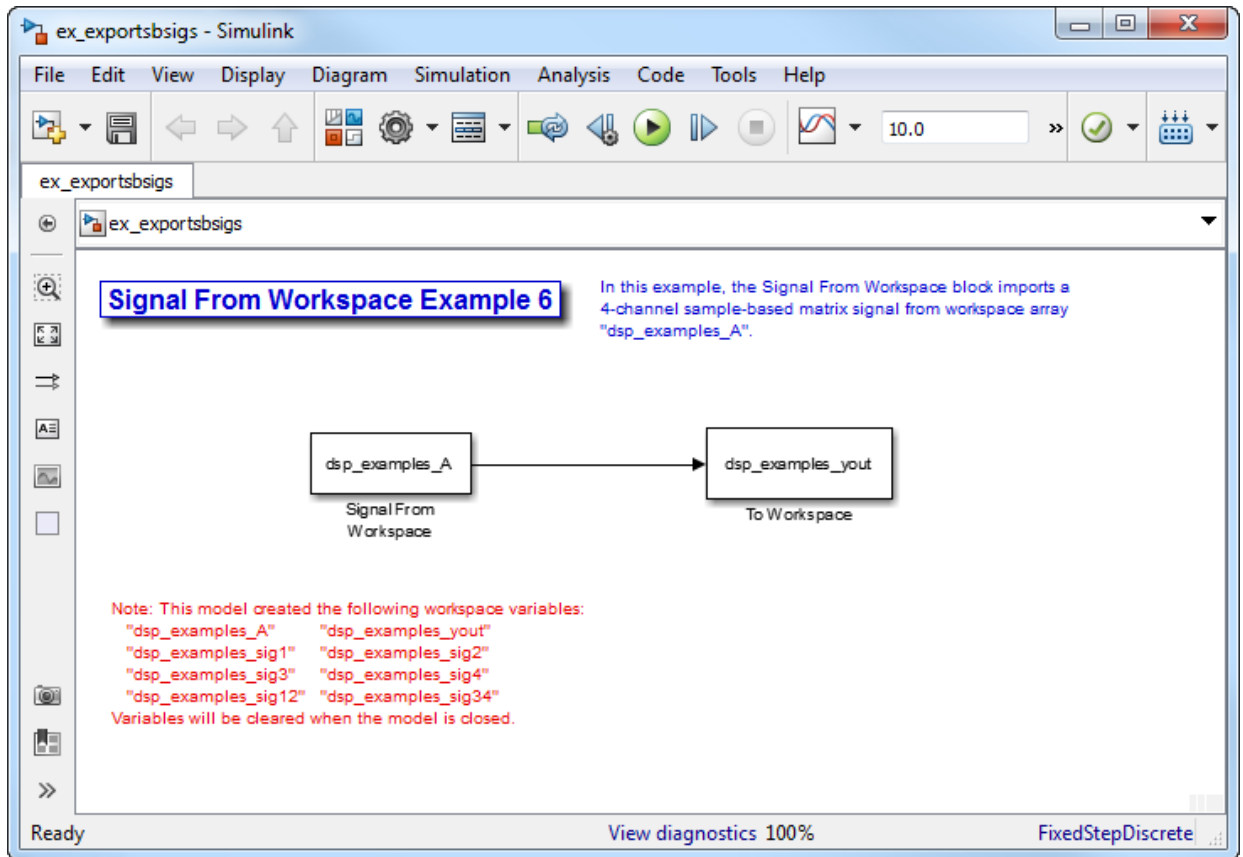 ex_exportsbsigs - Simulink
File Edit View Display Diagram Simulation Analysis Code Tools Help
10.0 »
ex_exportsbsigs
ex_exportsbsigs
Signal From Workspace Example 6
In this example, the Signal From Workspace block imports a
4-channel sample-based matrix signal from workspace array
"dsp_examples_A".
dsp_examples_A
Signal From
Workspace
dsp_examples_yout
To Workspace
Note: This model created the following workspace variables:
"dsp_examples_A" "dsp_examples_yout"
"dsp_examples_sig1" "dsp_examples_sig2"
"dsp_examples_sig3" "dsp_examples_sig4"
"dsp_examples_sig12" "dsp_examples_sig34"
Variables will be cleared when the model is closed.
Ready View diagnostics 100% FixedStepDiscrete